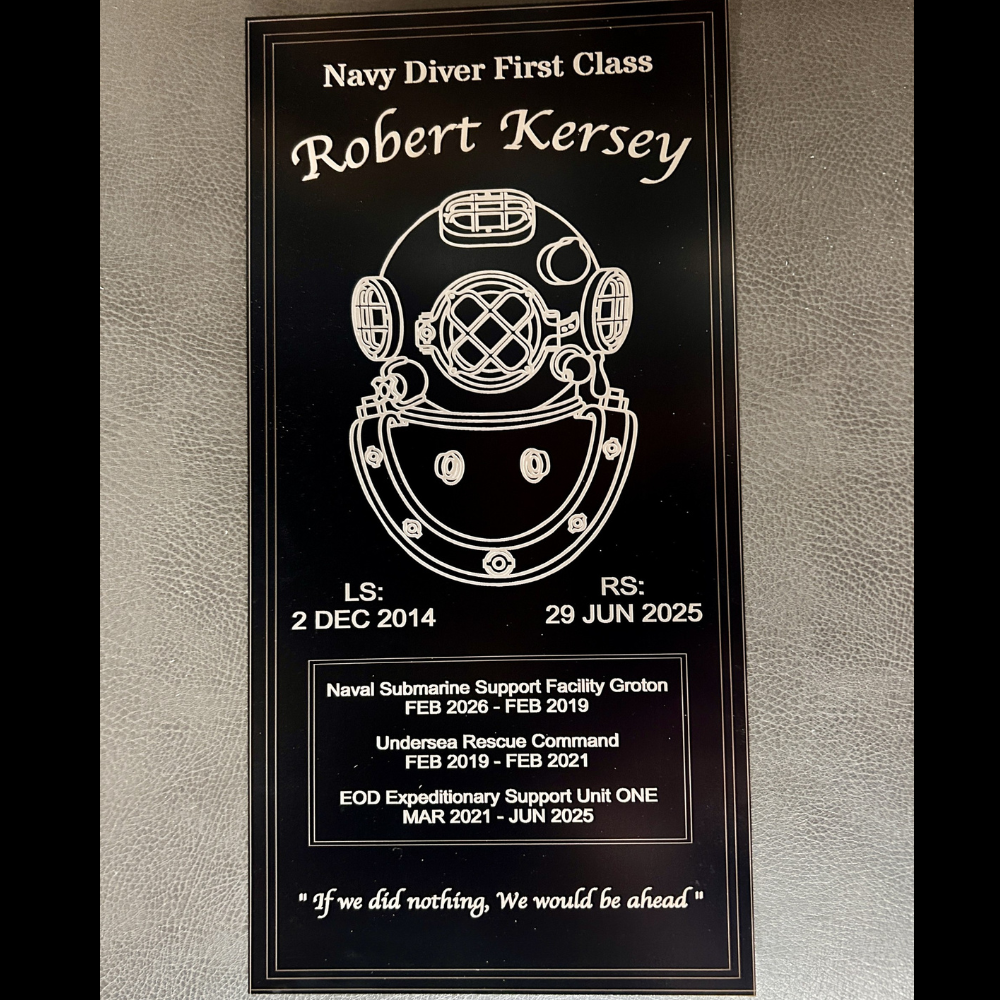 Navy Diver First Class
Robert Kersey
LS:
2 DEC 2014
RS:
29 JUN 2025
Naval Submarine Support Facility Groton
FEB 2026 - FEB 2019
Undersea Rescue Command
FEB 2019 - FEB 2021
EOD Expeditionary Support Unit ONE
MAR 2021 - JUN 2025
" If we did nothing, We would be ahead "